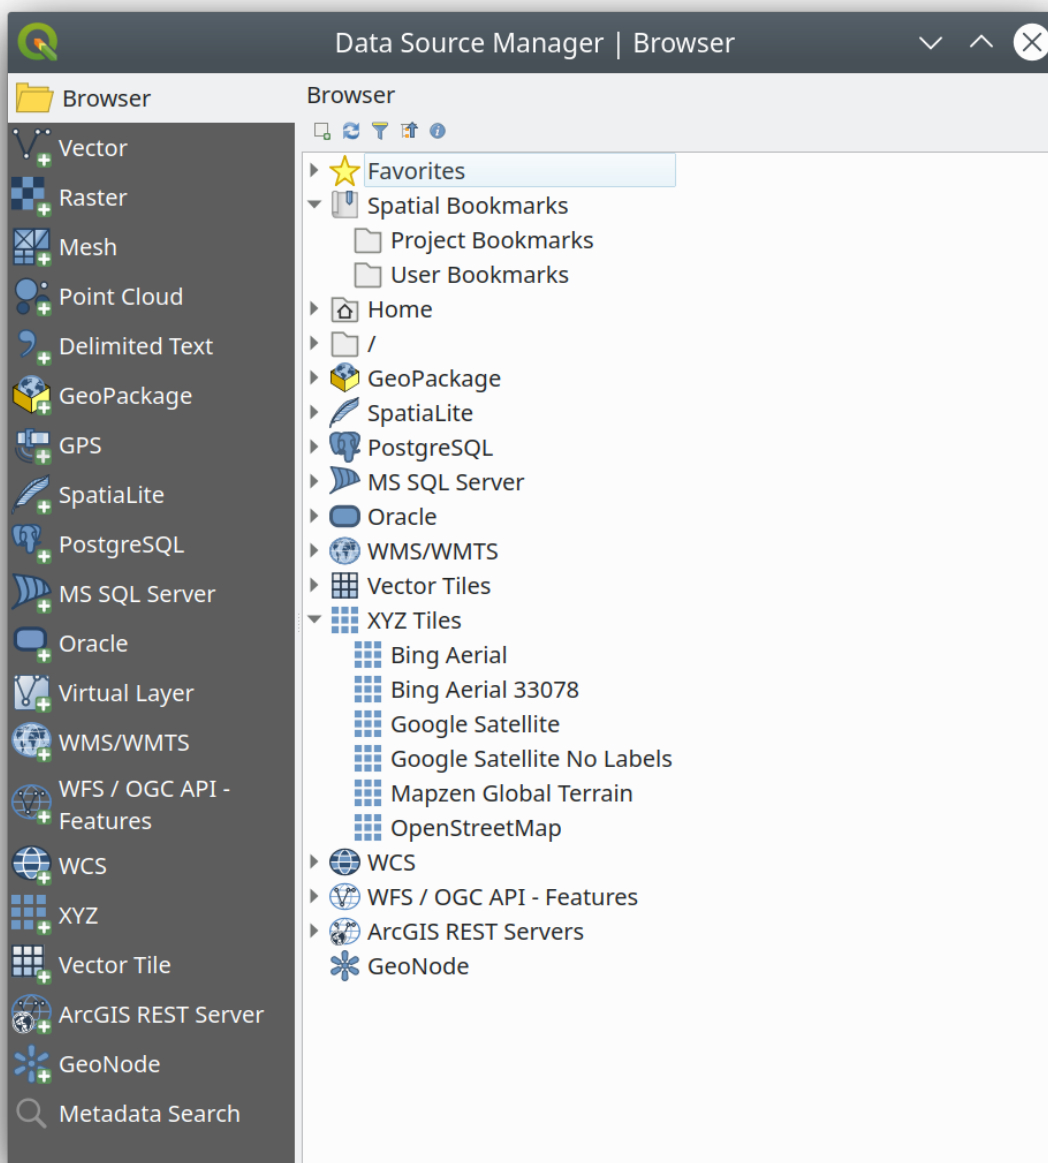 Data Source Manager | Browser
Browser
Vector
Raster
Mesh
Point Cloud
Delimited Text
GeoPackage
GPS
SpatiaLite
PostgreSQL
MS SQL Server
Oracle
Virtual Layer
WMS/WMTS
WFS / OGC API -
Features
WCS
XYZ
Vector Tile
ArcGIS REST Server
GeoNode
Metadata Search
Browser
Favorites
Spatial Bookmarks
Project Bookmarks
User Bookmarks
Home
/
GeoPackage
SpatiaLite
PostgreSQL
MS SQL Server
Oracle
WMS/WMTS
Vector Tiles
XYZ Tiles
Bing Aerial
Bing Aerial 33078
Google Satellite
Google Satellite No Labels
Mapzen Global Terrain
OpenStreetMap
WCS
WFS / OGC API - Features
ArcGIS REST Servers
GeoNode